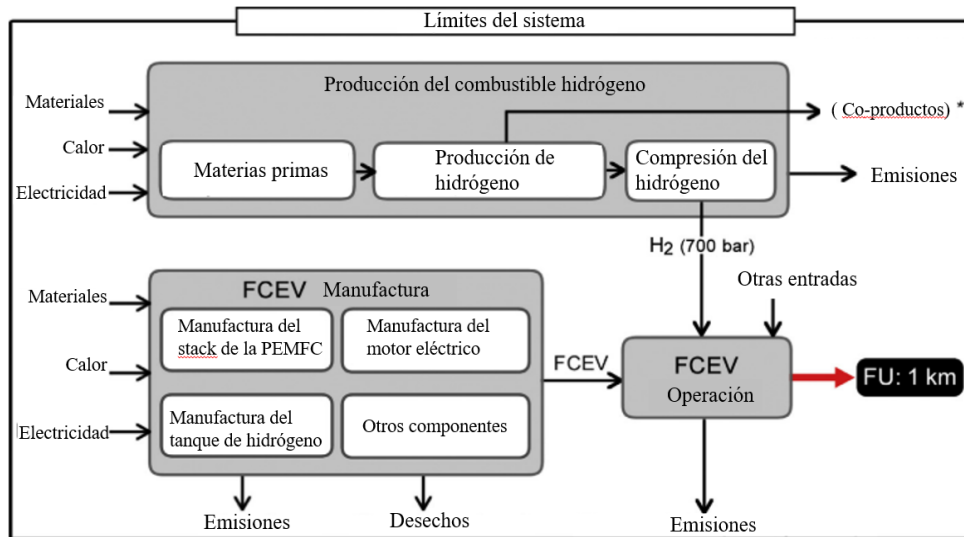 Límites del sistema
Producción del combustible hidrógeno
Materiales
( Co-productos) *
Calor
Materias primas
Producción de
hidrógeno
Compresión del
hidrógeno
Emisiones
Electricidad
H2 (700 bar)
Otras entradas
FCEV Manufactura
Materiales
Manufactura del
stack de la PEMFC
Manufactura del
motor eléctrico
Calor
FCEV
FCEV
Operación
FU: 1 km
Manufactura del
tanque de hidrógeno
Otros componentes
Electricidad
Emisiones
Desechos
Emisiones